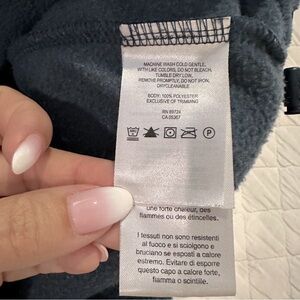 MACHINE WASH COLD GENTLE,
WITH LIKE COLORS, DO NOT BLEACH,
TUMBLE DRY LOW,
REMOVE PROMPTLY, DO NOT IRON,
DRYCLEANABLE
BODY: 100% POLYESTER
EXCLUSIVE OF TRIMMING
RN 89724
CA 05367
P
une forte chaleur, des
flammes ou des étincelles.
I tessuti non sono resistenti
al fuoco e si sciolgono e
bruciano se esposti a calore
estremo. Evitare di esporre
questo capo a calore forte,
fiamma o scintille.